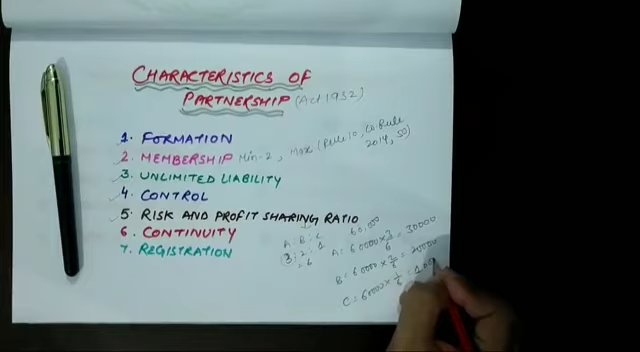 CHARACTERISTICS OF
PARTNERSHIP (Act 1932)
1. FORMATION
2. MEMBERSHIP Min-2, Max (Rule 10, Co. Rule
2014, 50)
3. UNLIMITED LIABILITY
4. CONTROL
5. RISK AND PROFIT SHARING RATIO
6. CONTINUITY
7. REGISTRATION
60,000
A : B : C
3 : 2 : 1
= 6
A = 60000 × 3/6 = 30000
B = 60000 × 2/6 = 20000
C = 60000 × 1/6 =